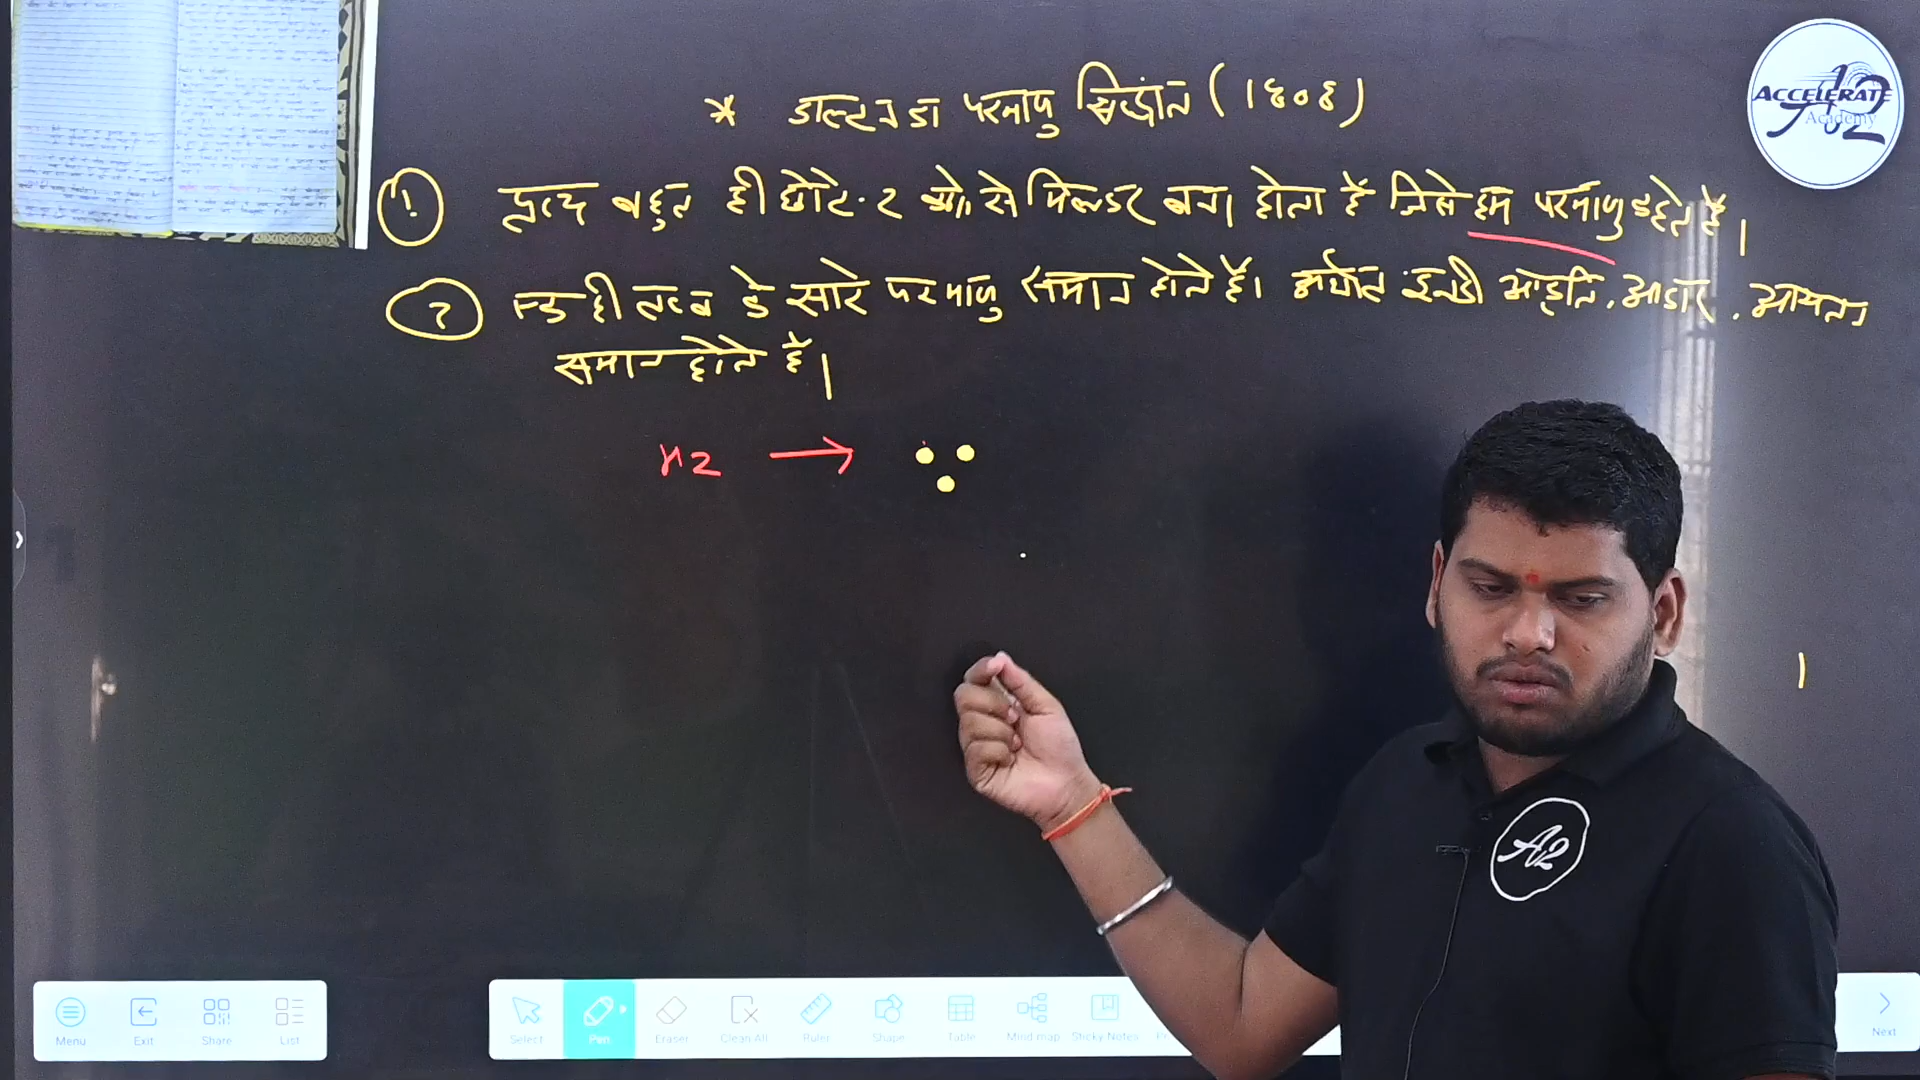 * डाल्टन का परमाणु सिद्धांत (1808)
① द्रव्य बहुत ही छोटे-२ कणों से मिलकर बना होता है जिसे हम परमाणु कहते हैं।
② एक ही तत्व के सारे परमाणु समान होते हैं। अर्थात इनकी आकृति, आकार, आयतन
समान होते हैं।
ACCELERATE
Academy
A2
Menu
Exit
Share
List
Select
Pen
Eraser
Clean All
Ruler
Shape
Table
Mind map
Sticky Notes
Next